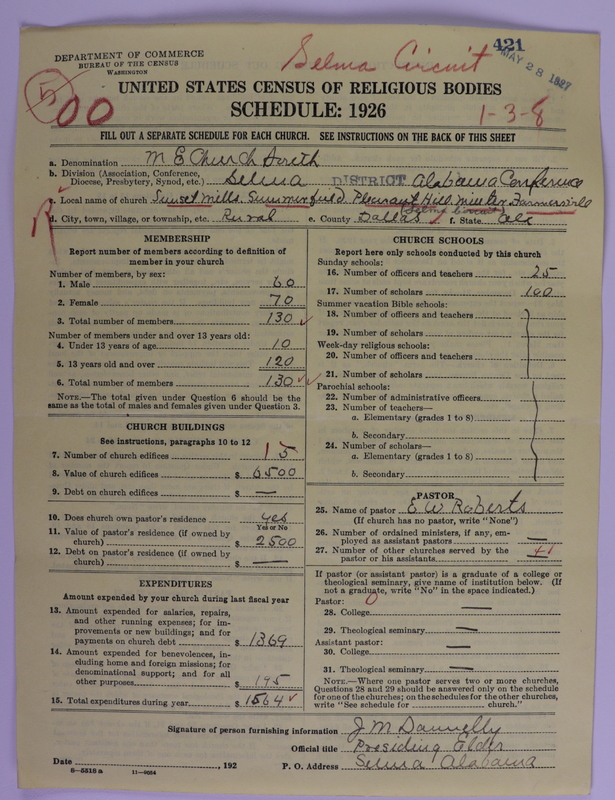 DEPARTMENT OF COMMERCE
BUREAU OF THE CENSUS
WASHINGTON
Selma Circuit
421
MAY 28 1927
5
00
UNITED STATES CENSUS OF RELIGIOUS BODIES
SCHEDULE: 1926
1-3-8
FILL OUT A SEPARATE SCHEDULE FOR EACH CHURCH. SEE INSTRUCTIONS ON THE BACK OF THIS SHEET
a. Denomination M E Church South
b. Division (Association, Conference, Diocese, Presbytery, Synod, etc.) Selma DISTRICT Alabama Conference
c. Local name of church Sunset Mills, Summerfield, Pleasant Hill, Minter, Farmersville
(Selma Circuit)
d. City, town, village, or township, etc. Rural e. County Dallas f. State Ala
MEMBERSHIP
Report number of members according to definition of member in your church
Number of members, by sex:
1. Male 60
2. Female 70
3. Total number of members 130
Number of members under and over 13 years old:
4. Under 13 years of age 10
5. 13 years old and over 120
6. Total number of members 130
NOTE.—The total given under Question 6 should be the same as the total of males and females given under Question 3.
CHURCH BUILDINGS
See instructions, paragraphs 10 to 12
7. Number of church edifices 1 5
8. Value of church edifices $ 6500
9. Debt on church edifices $ —
10. Does church own pastor's residence yes
Yes or No
11. Value of pastor's residence (if owned by church) $ 2500
12. Debt on pastor's residence (if owned by church) $ —
EXPENDITURES
Amount expended by your church during last fiscal year
13. Amount expended for salaries, repairs, and other running expenses; for improvements or new buildings; and for payments on church debt $ 1369
14. Amount expended for benevolences, including home and foreign missions; for denominational support; and for all other purposes $ 195
15. Total expenditures during year $ 1564
CHURCH SCHOOLS
Report here only schools conducted by this church
Sunday schools:
16. Number of officers and teachers 25
17. Number of scholars 100
Summer vacation Bible schools:
18. Number of officers and teachers
19. Number of scholars
Week-day religious schools:
20. Number of officers and teachers
21. Number of scholars
Parochial schools:
22. Number of administrative officers
23. Number of teachers—
a. Elementary (grades 1 to 8)
b. Secondary
24. Number of scholars—
a. Elementary (grades 1 to 8)
b. Secondary
PASTOR
25. Name of pastor E W Roberts
(If church has no pastor, write "None")
26. Number of ordained ministers, if any, employed as assistant pastors —
27. Number of other churches served by the pastor or his assistants
If pastor (or assistant pastor) is a graduate of a college or theological seminary, give name of institution below. (If not a graduate, write "No" in the space indicated.)
Pastor: 0
28. College —
29. Theological seminary —
Assistant pastor:
30. College —
31. Theological seminary —
NOTE.—Where one pastor serves two or more churches, Questions 28 and 29 should be answered only on the schedule for one of the churches; on the schedules for the other churches, write "See schedule for church."
Signature of person furnishing information J M Dannelly
Official title Presiding Elder
Date , 192 P. O. Address Selma Alabama
8—5318 a 11—9054